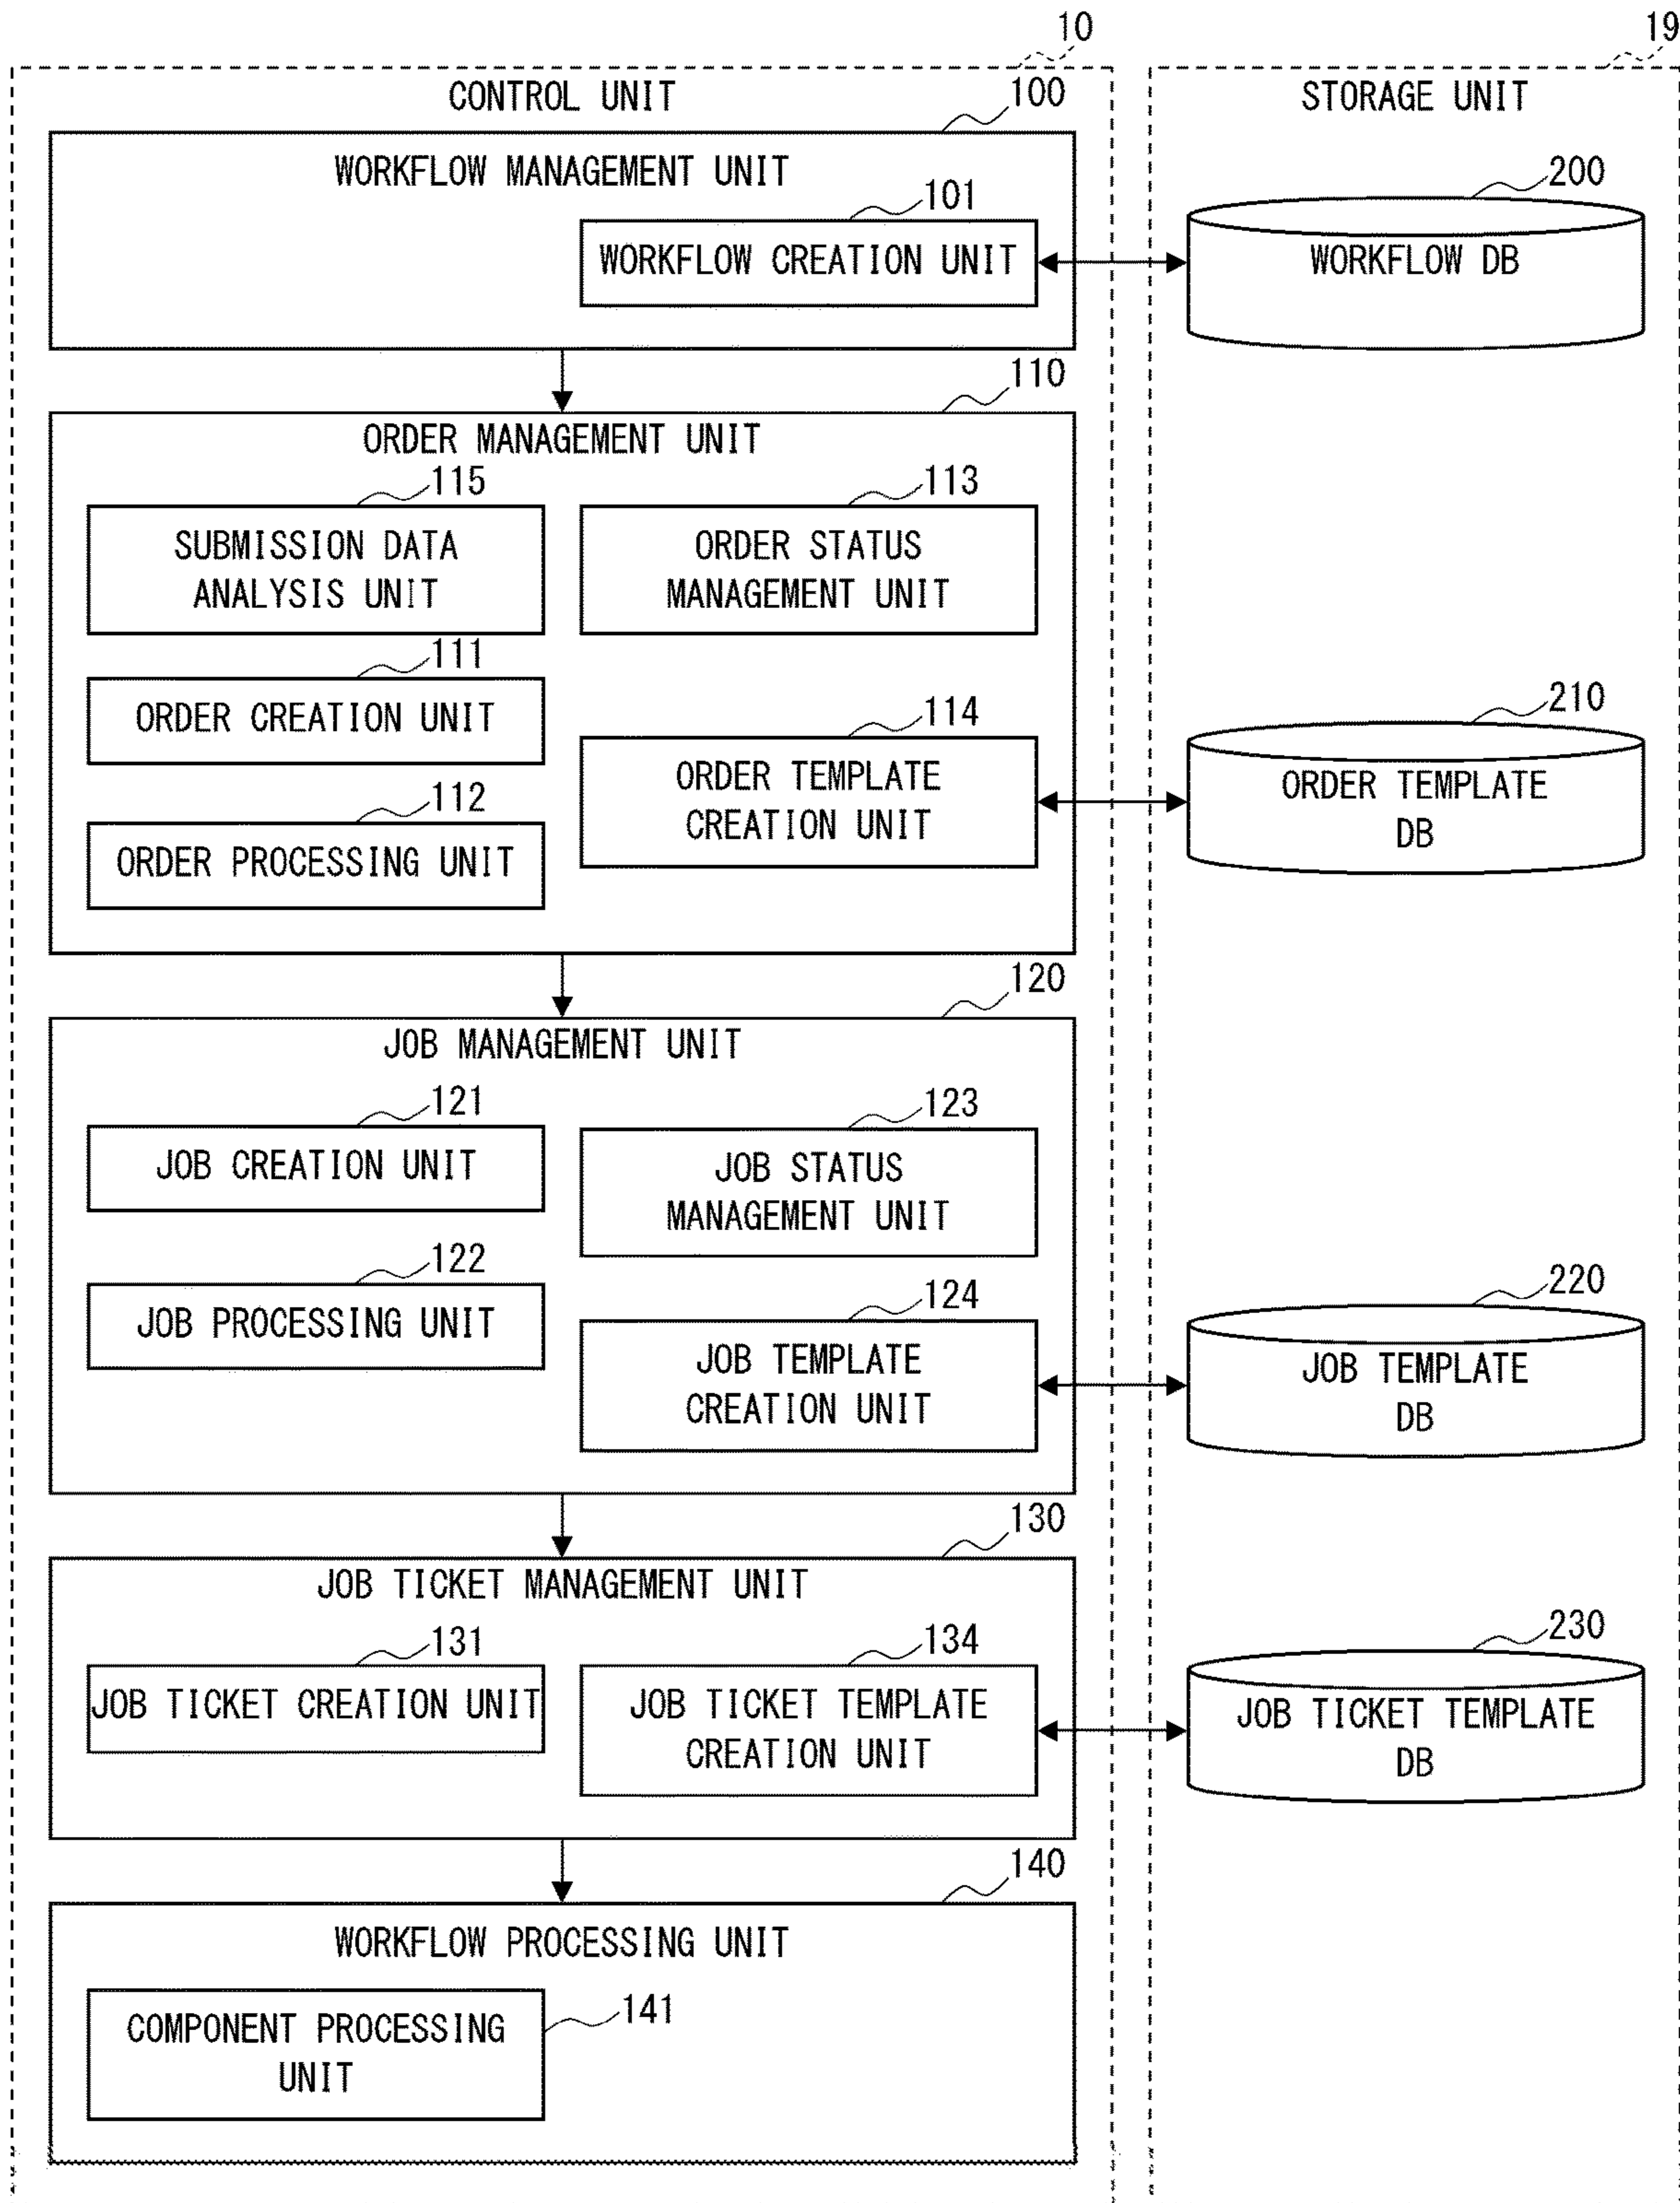 10
19
CONTROL UNIT
STORAGE UNIT
100
WORKFLOW MANAGEMENT UNIT
101
WORKFLOW CREATION UNIT
200
WORKFLOW DB
110
ORDER MANAGEMENT UNIT
115
SUBMISSION DATA
ANALYSIS UNIT
113
ORDER STATUS
MANAGEMENT UNIT
111
ORDER CREATION UNIT
114
ORDER TEMPLATE
CREATION UNIT
210
ORDER TEMPLATE
DB
112
ORDER PROCESSING UNIT
120
JOB MANAGEMENT UNIT
121
JOB CREATION UNIT
123
JOB STATUS
MANAGEMENT UNIT
122
JOB PROCESSING UNIT
124
JOB TEMPLATE
CREATION UNIT
220
JOB TEMPLATE
DB
130
JOB TICKET MANAGEMENT UNIT
131
JOB TICKET CREATION UNIT
134
JOB TICKET TEMPLATE
CREATION UNIT
230
JOB TICKET TEMPLATE
DB
140
WORKFLOW PROCESSING UNIT
141
COMPONENT PROCESSING
UNIT